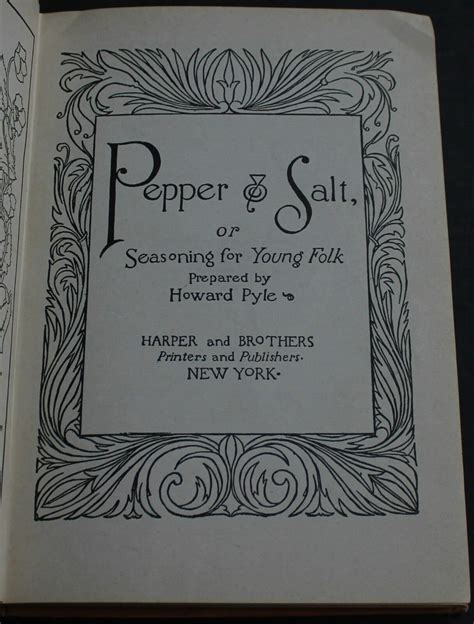 Pepper & Salt,
or
Seasoning for Young Folk
Prepared by
Howard Pyle
HARPER and BROTHERS
Printers and Publishers.
NEW YORK.